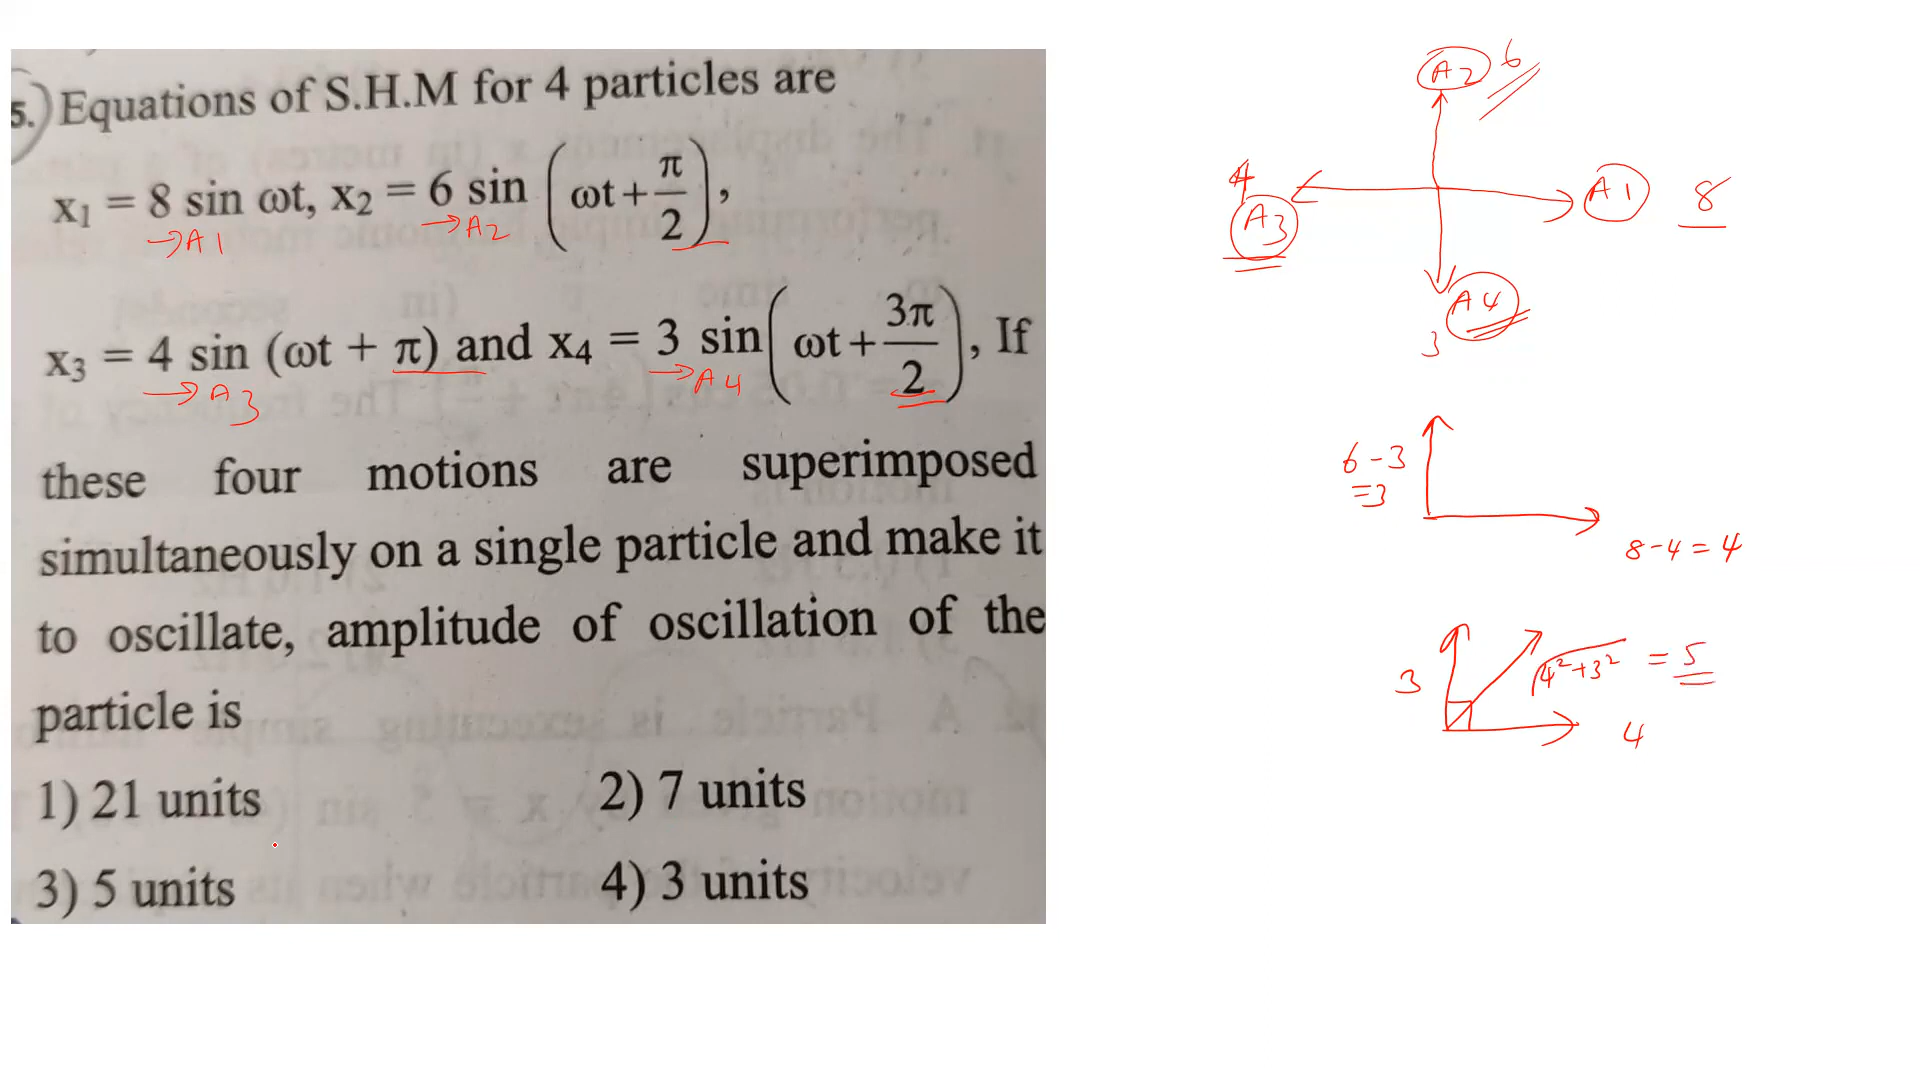 5. Equations of S.H.M for 4 particles are
x₁ = 8 sin ωt, x₂ = 6 sin (ωt + π/2),
→A1 →A2
x₃ = 4 sin (ωt + π) and x₄ = 3 sin (ωt + 3π/2), If
→A3 →A4
these four motions are superimposed
simultaneously on a single particle and make it
to oscillate, amplitude of oscillation of the
particle is
1) 21 units 2) 7 units
3) 5 units 4) 3 units
A2 6
4 A1 8
A3
A4
3
6-3
=3
8-4=4
3 √4²+3² = 5
4